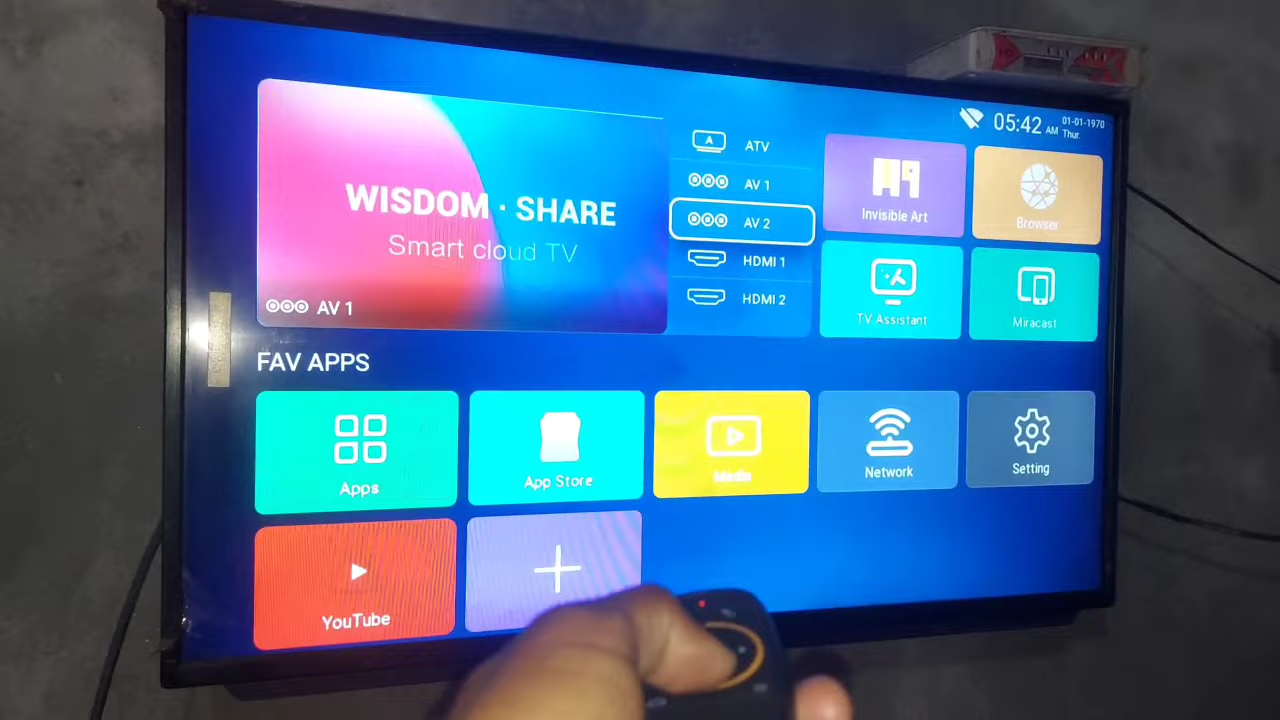 05:42 AM
01-01-1970
Thur.
WISDOM · SHARE
Smart cloud TV
AV 1
A
ATV
AV 1
AV 2
HDMI 1
HDMI 2
Invisible Art
Browser
TV Assistant
Miracast
FAV APPS
Apps
App Store
Media
Network
Setting
YouTube